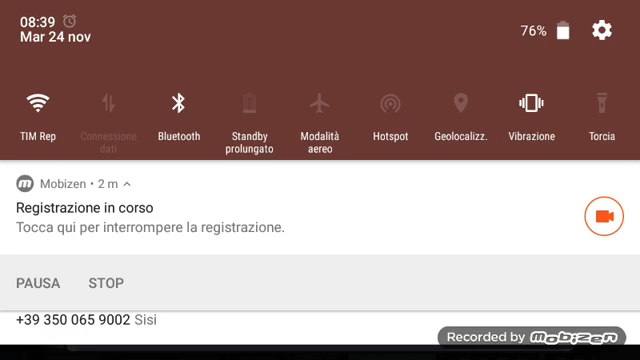 08:39
Mar 24 nov
76%
TIM Rep
Connessione dati
Bluetooth
Standby prolungato
Modalità aereo
Hotspot
Geolocalizz.
Vibrazione
Torcia
Mobizen • 2 m
Registrazione in corso
Tocca qui per interrompere la registrazione.
PAUSA STOP
+39 350 065 9002 Sisi
Recorded by mobizen